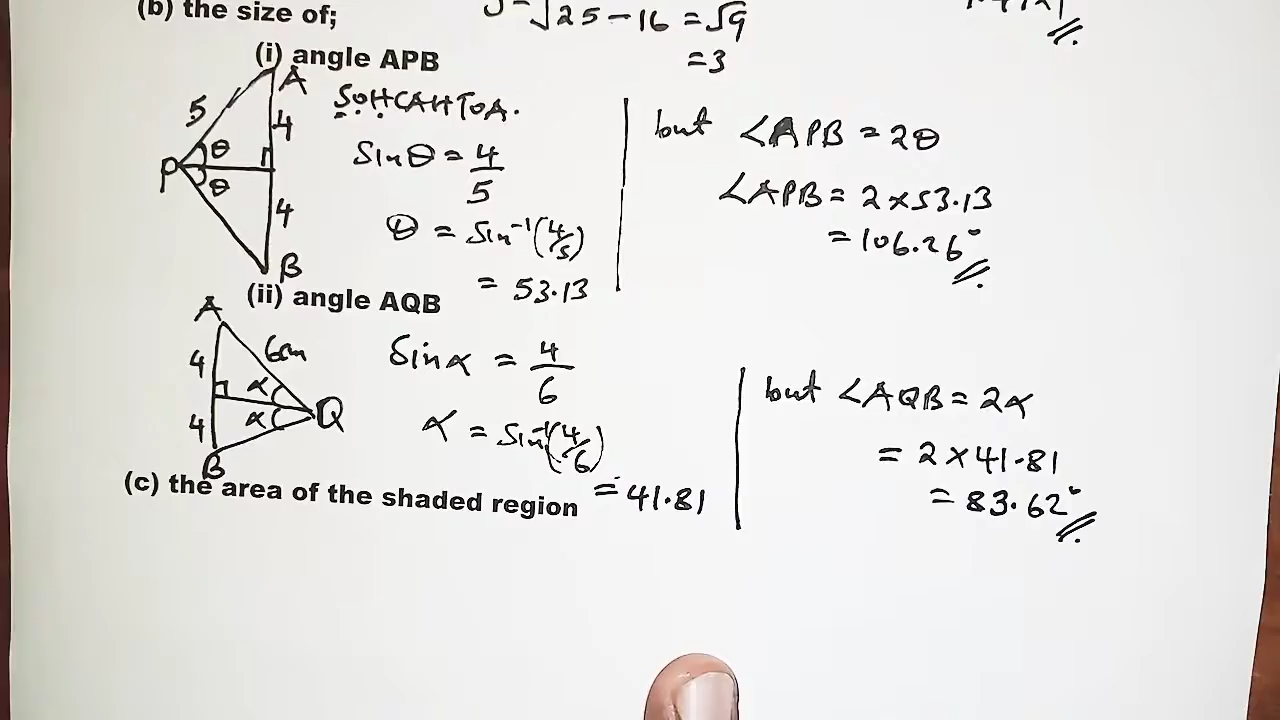 (b) the size of;
√25-16 = √9
= 3
(i) angle APB
A
5
4
θ
P
θ
4
B
SOHCAHTOA.
Sinθ = 4/5
θ = Sin⁻¹(4/5)
= 53.13
but ∠APB = 2θ
∠APB = 2×53.13
= 106.26°
(ii) angle AQB
A
4
6cm
α
α
Q
4
B
Sinα = 4/6
α = Sin⁻¹(4/6)
= 41.81
but ∠AQB = 2α
= 2×41.81
= 83.62°
(c) the area of the shaded region